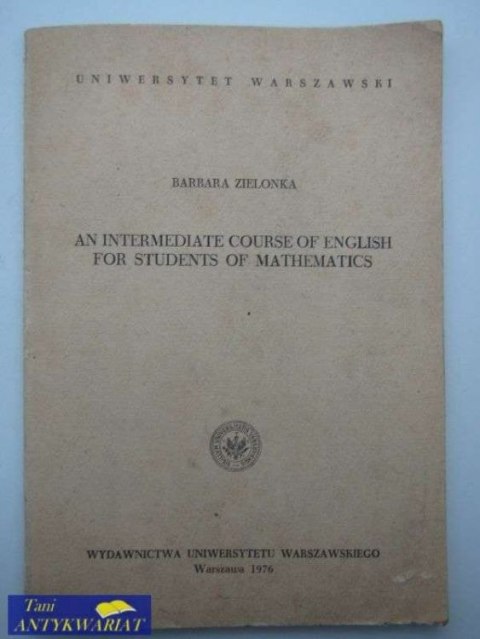 UNIWERSYTET WARSZAWSKI
BARBARA ZIELONKA
AN INTERMEDIATE COURSE OF ENGLISH
FOR STUDENTS OF MATHEMATICS
WYDAWNICTWA UNIWERSYTETU WARSZAWSKIEGO
Warszawa 1976
Tani
ANTYKWARIAT